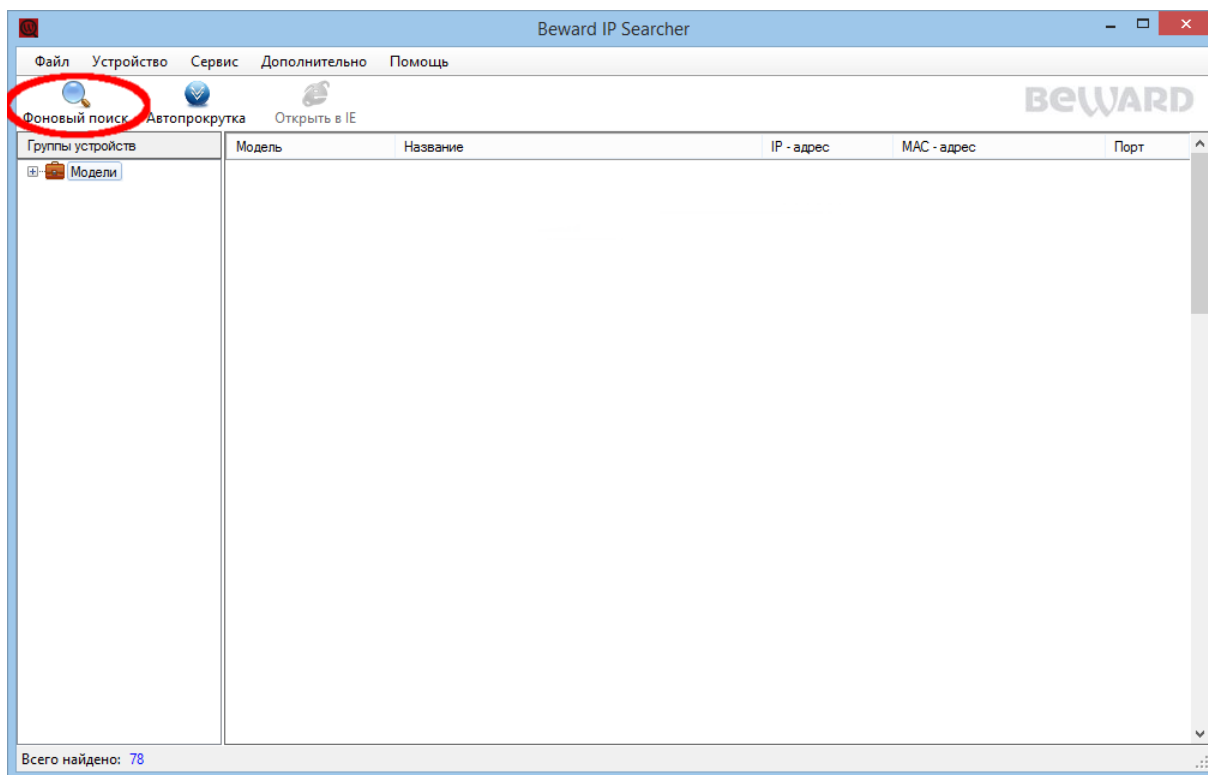 Beward IP Searcher
Файл Устройство Сервис Дополнительно Помощь
BEWARD
Фоновый поиск Автопрокрутка Открыть в IE
Группы устройств Модель Название IP - адрес MAC - адрес Порт
Модели
Всего найдено: 78